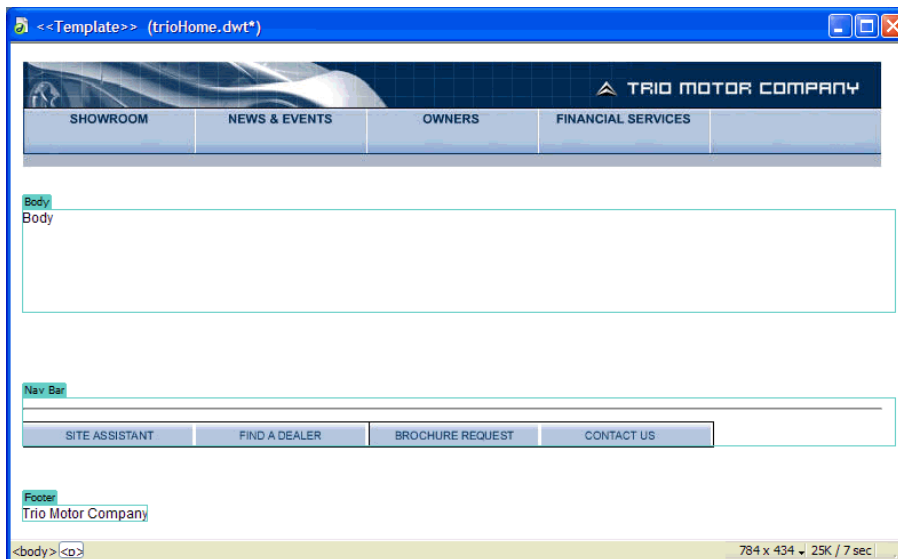 <<Template>> (trioHome.dwt*)
TRIO MOTOR COMPANY
SHOWROOM NEWS & EVENTS OWNERS FINANCIAL SERVICES
Body
Body
Nav Bar
SITE ASSISTANT FIND A DEALER BROCHURE REQUEST CONTACT US
Footer
Trio Motor Company
<body> <p> 784 x 434 25K / 7 sec